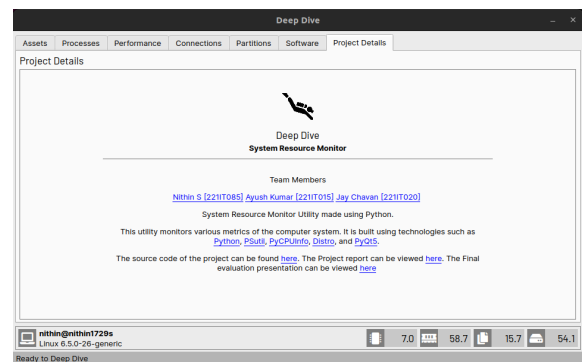 Deep Dive
Assets Processes Performance Connections Partitions Software Project Details
Project Details
Deep Dive
System Resource Monitor
Team Members
Nithin S [221IT085] Ayush Kumar [221IT015] Jay Chavan [221IT020]
System Resource Monitor Utility made using Python.
This utility monitors various metrics of the computer system. It is built using technologies such as
Python, PSutil, PyCPUInfo, Distro, and PyQt5.
The source code of the project can be found here. The Project report can be viewed here. The Final
evaluation presentation can be viewed here
nithin@nithin1729s
Linux 6.5.0-26-generic
7.0 58.7 15.7 54.1
Ready to Deep Dive